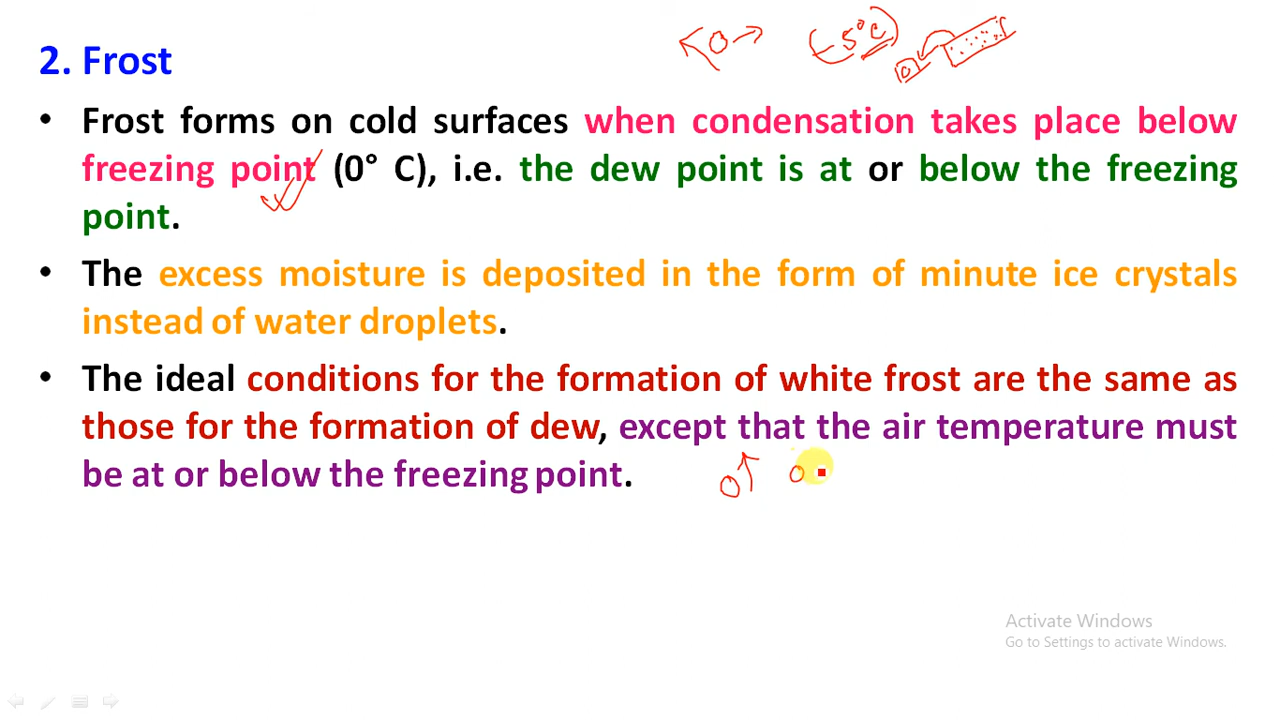 0 (-5°C)
2. Frost
• Frost forms on cold surfaces when condensation takes place below
freezing point (0° C), i.e. the dew point is at or below the freezing
point.
• The excess moisture is deposited in the form of minute ice crystals
instead of water droplets.
• The ideal conditions for the formation of white frost are the same as
those for the formation of dew, except that the air temperature must
be at or below the freezing point.
0↑ 0
Activate Windows
Go to Settings to activate Windows.